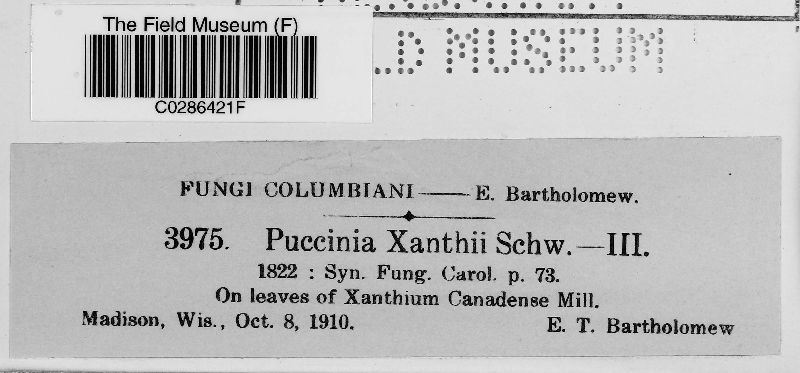 The Field Museum (F)
C0286421F
LD MUSEUM
FUNGI COLUMBIANI — E. Bartholomew.
3975. Puccinia Xanthii Schw.—III.
1822 : Syn. Fung. Carol. p. 73.
On leaves of Xanthium Canadense Mill.
Madison, Wis., Oct. 8, 1910. E. T. Bartholomew